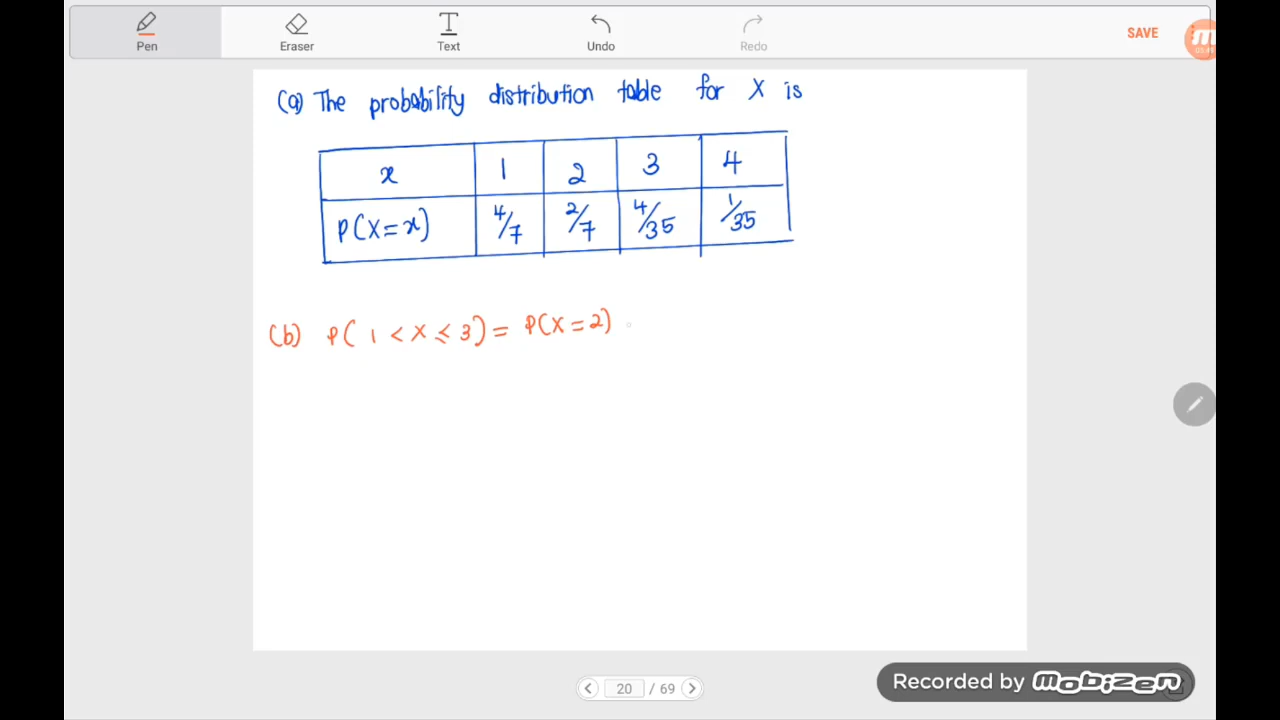 Pen
Eraser
Text
Undo
Redo
SAVE
(a) The probability distribution table for X is
x 1 2 3 4
P(X=x) 4/7 2/7 4/35 1/35
(b) P( 1 < X ≤ 3) = P(X = 2)
20 / 69
Recorded by mobizen